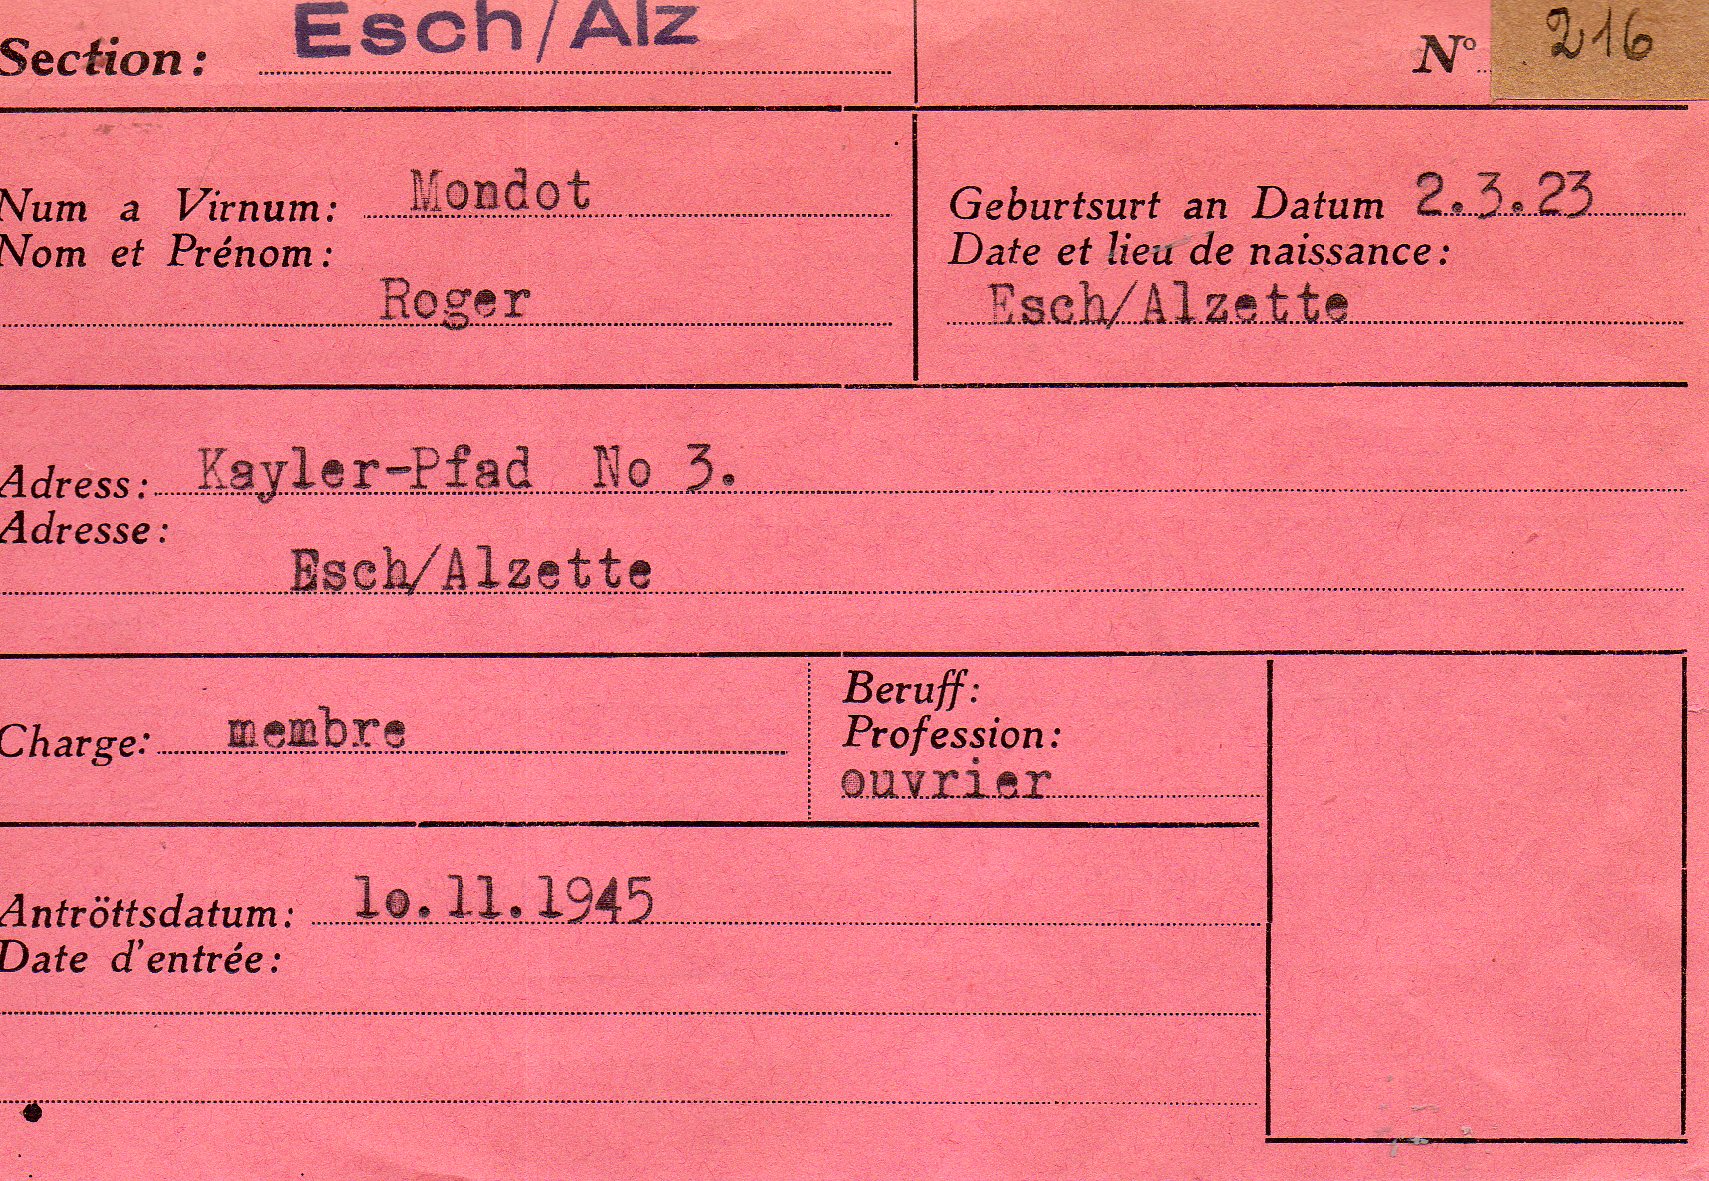 Section: Esch/Alz Nº 216
Num a Virnum: Mondot
Nom et Prénom:
Roger
Geburtsurt an Datum 2.3.23
Date et lieu de naissance:
Esch/Alzette
Adress: Kayler-Pfad No 3.
Adresse:
Esch/Alzette
Charge: membre
Beruff:
Profession:
ouvrier
Antröttsdatum: lo.11.1945
Date d'entrée: